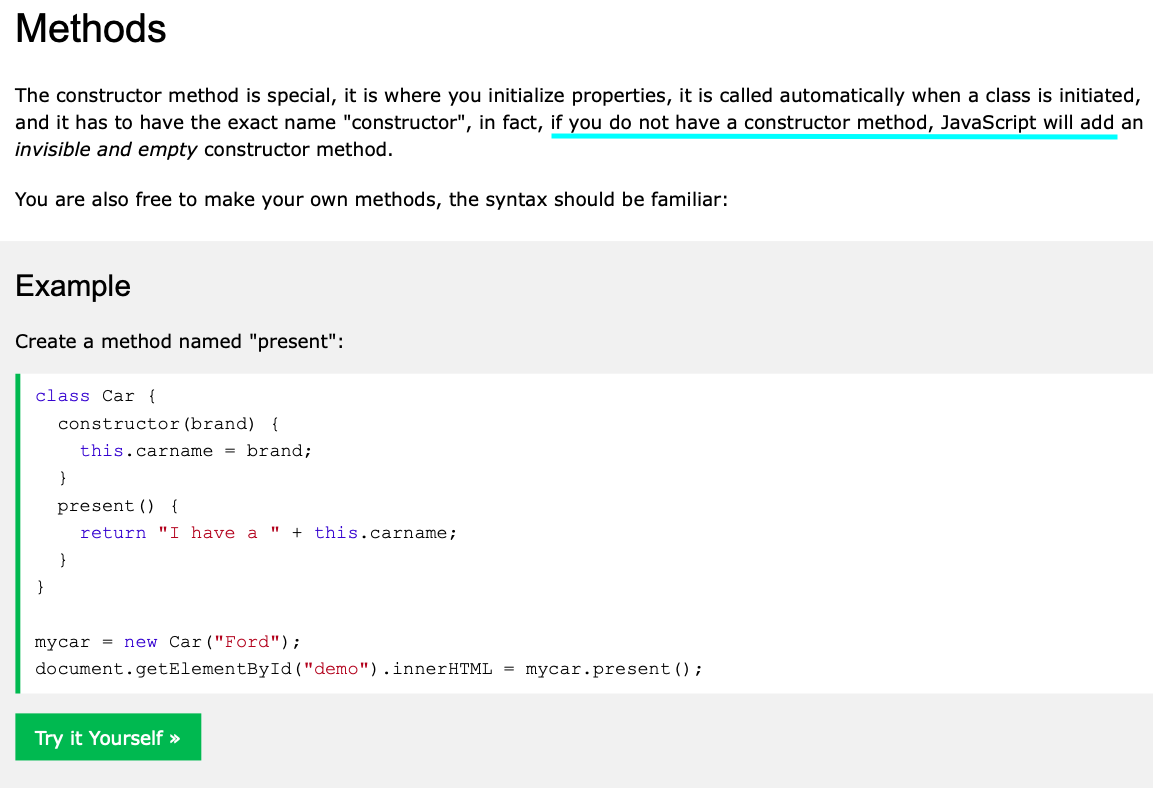 Methods
The constructor method is special, it is where you initialize properties, it is called automatically when a class is initiated,
and it has to have the exact name "constructor", in fact, if you do not have a constructor method, JavaScript will add an
invisible and empty constructor method.
You are also free to make your own methods, the syntax should be familiar:
Example
Create a method named "present":
class Car {
  constructor(brand) {
    this.carname = brand;
  }
  present() {
    return "I have a " + this.carname;
  }
}
mycar = new Car("Ford");
document.getElementById("demo").innerHTML = mycar.present();
Try it Yourself »